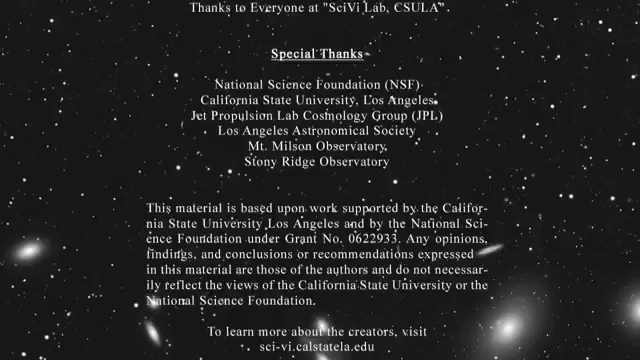 Thanks to Everyone at "SciVi Lab, CSULA".
Special Thanks
National Science Foundation (NSF)
California State University, Los Angeles
Jet Propulsion Lab Cosmology Group (JPL)
Los Angeles Astronomical Society
Mt. Milson Observatory
Stony Ridge Observatory
This material is based upon work supported by the Califor-
nia State University Los Angeles and by the National Sci-
ence Foundation under Grant No. 0622933. Any opinions,
findings, and conclusions or recommendations expressed
in this material are those of the authors and do not necessar-
ily reflect the views of the California State University or the
National Science Foundation.
To learn more about the creators, visit
sci-vi.calstatela.edu